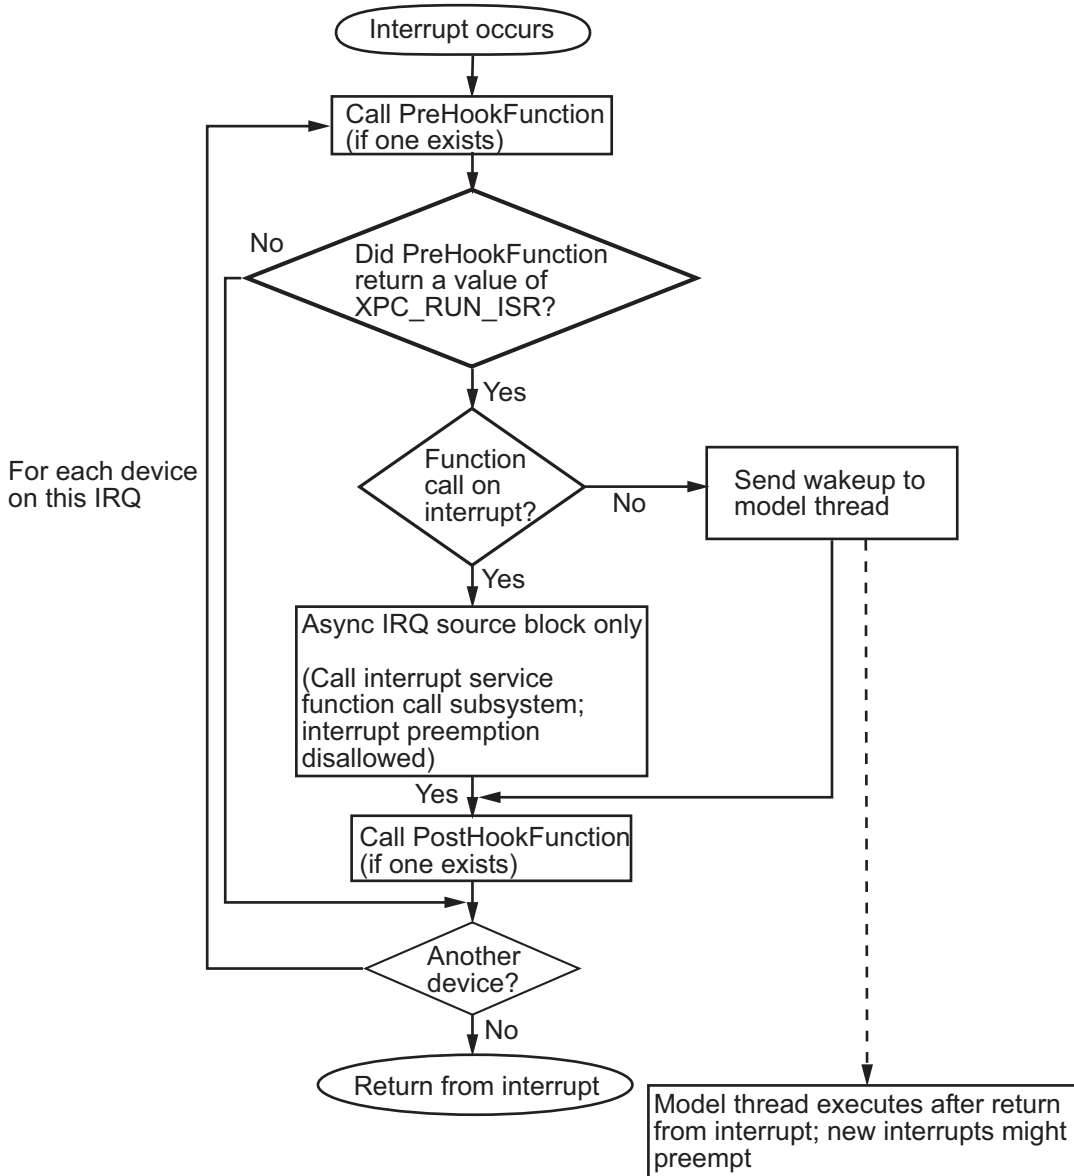 Interrupt occurs
Call PreHookFunction
(if one exists)
No
Did PreHookFunction
return a value of
XPC_RUN_ISR?
Yes
For each device
on this IRQ
Function
call on
interrupt?
No
Send wakeup to
model thread
Yes
Async IRQ source block only
(Call interrupt service
function call subsystem;
interrupt preemption
disallowed)
Yes
Call PostHookFunction
(if one exists)
Another
device?
No
Return from interrupt
Model thread executes after return
from interrupt; new interrupts might
preempt